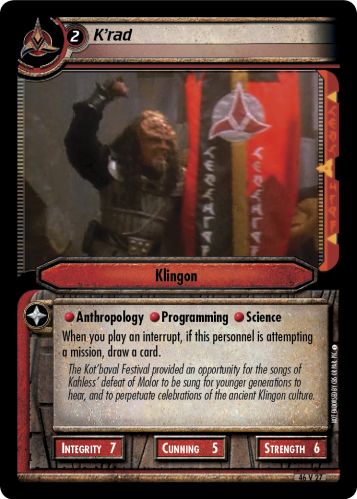 2 K'rad
Klingon
Anthropology Programming Science
When you play an interrupt, if this personnel is attempting
a mission, draw a card.
The Kot'baval Festival provided an opportunity for the songs of
Kahless' defeat of Molor to be sung for younger generations to
hear, and to perpetuate celebrations of the ancient Klingon culture.
INTEGRITY 7 CUNNING 5 STRENGTH 6
46 V 27